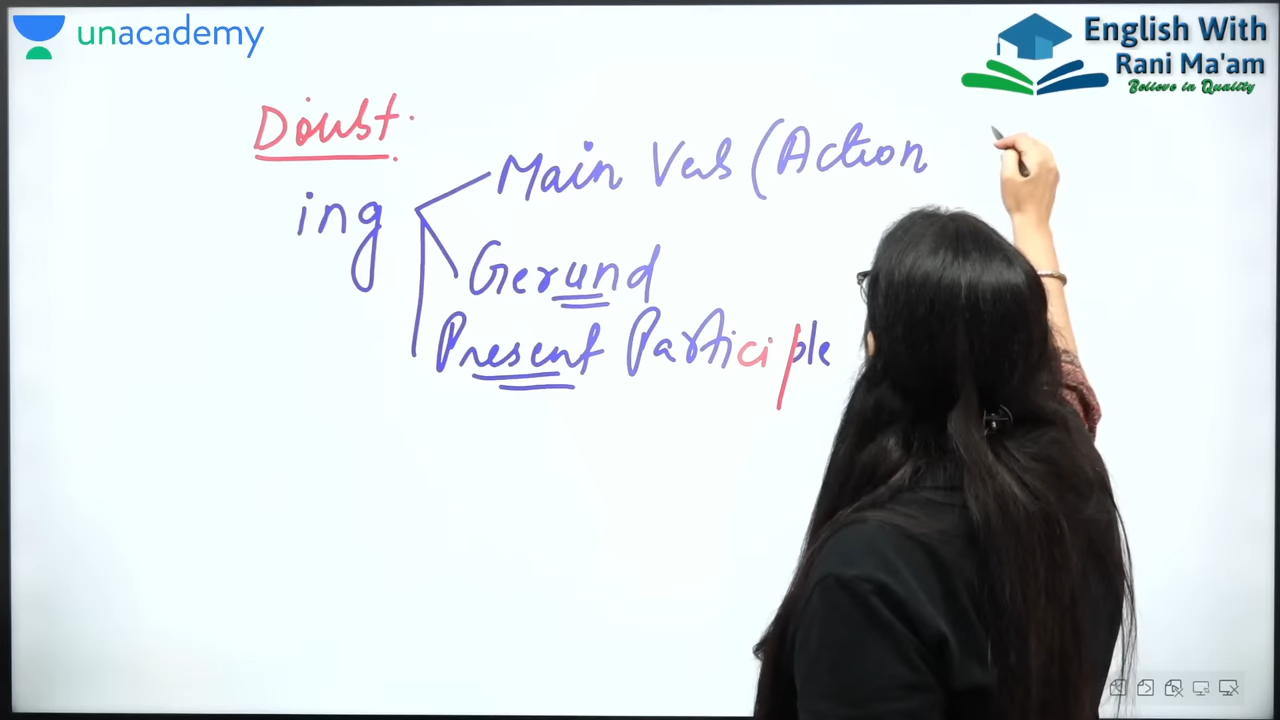 unacademy
English With
Rani Ma'am
Believe in Quality
Doubt.
ing
Main Verb (Action
Gerund
Present Participle